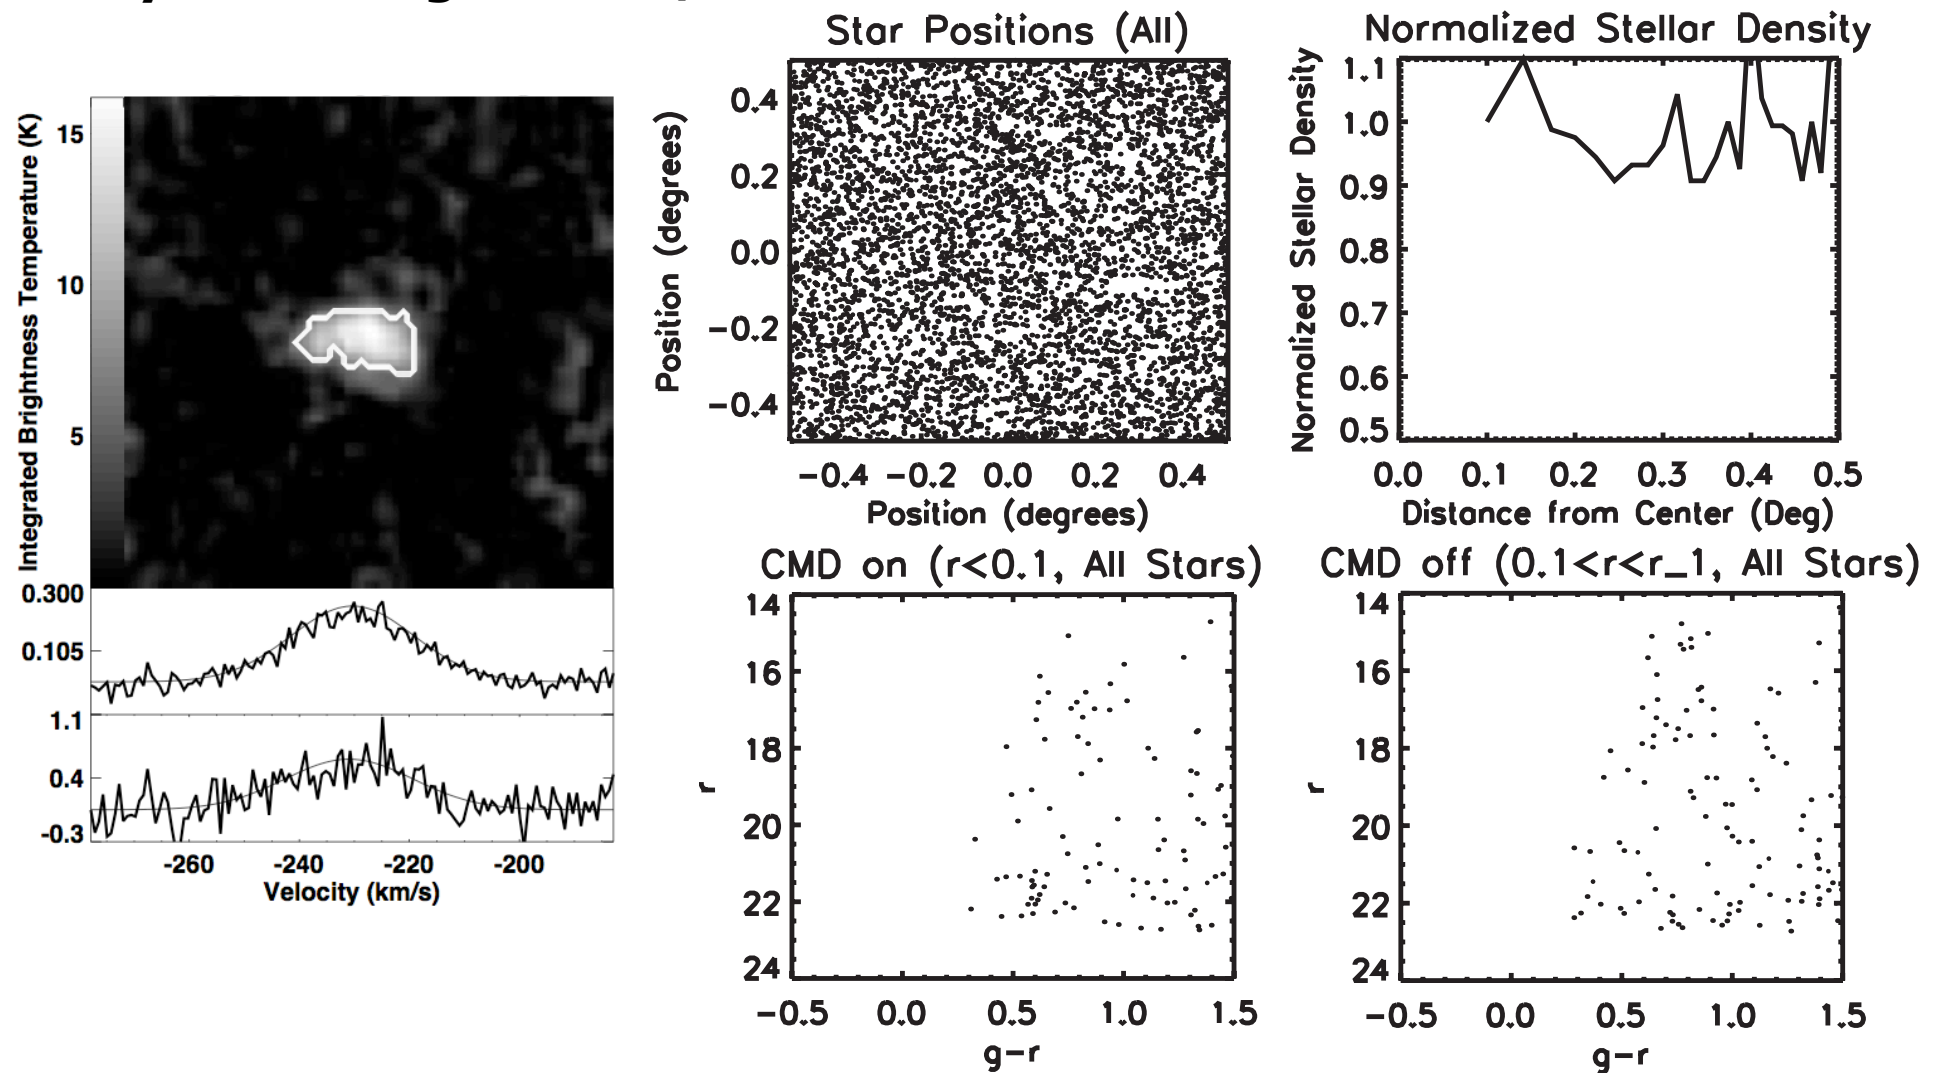 Integrated Brightness Temperature (K)
15
10
5
0.300
0.105
1.1
0.4
-0.3
-260 -240 -220 -200
Velocity (km/s)
Star Positions (All)
Position (degrees)
0.4
0.2
0.0
-0.2
-0.4
-0.4 -0.2 0.0 0.2 0.4
Position (degrees)
Normalized Stellar Density
Normalized Stellar Density
1.1
1.0
0.9
0.8
0.7
0.6
0.5
0.0 0.1 0.2 0.3 0.4 0.5
Distance from Center (Deg)
CMD on (r<0.1, All Stars)
r
14
16
18
20
22
24
-0.5 0.0 0.5 1.0 1.5
g-r
CMD off (0.1<r<r_1, All Stars)
r
14
16
18
20
22
24
-0.5 0.0 0.5 1.0 1.5
g-r